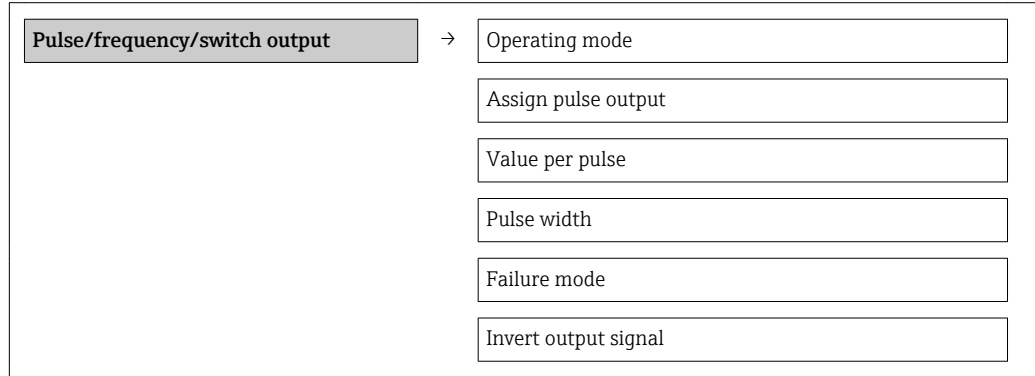 Pulse/frequency/switch output → Operating mode
Assign pulse output
Value per pulse
Pulse width
Failure mode
Invert output signal